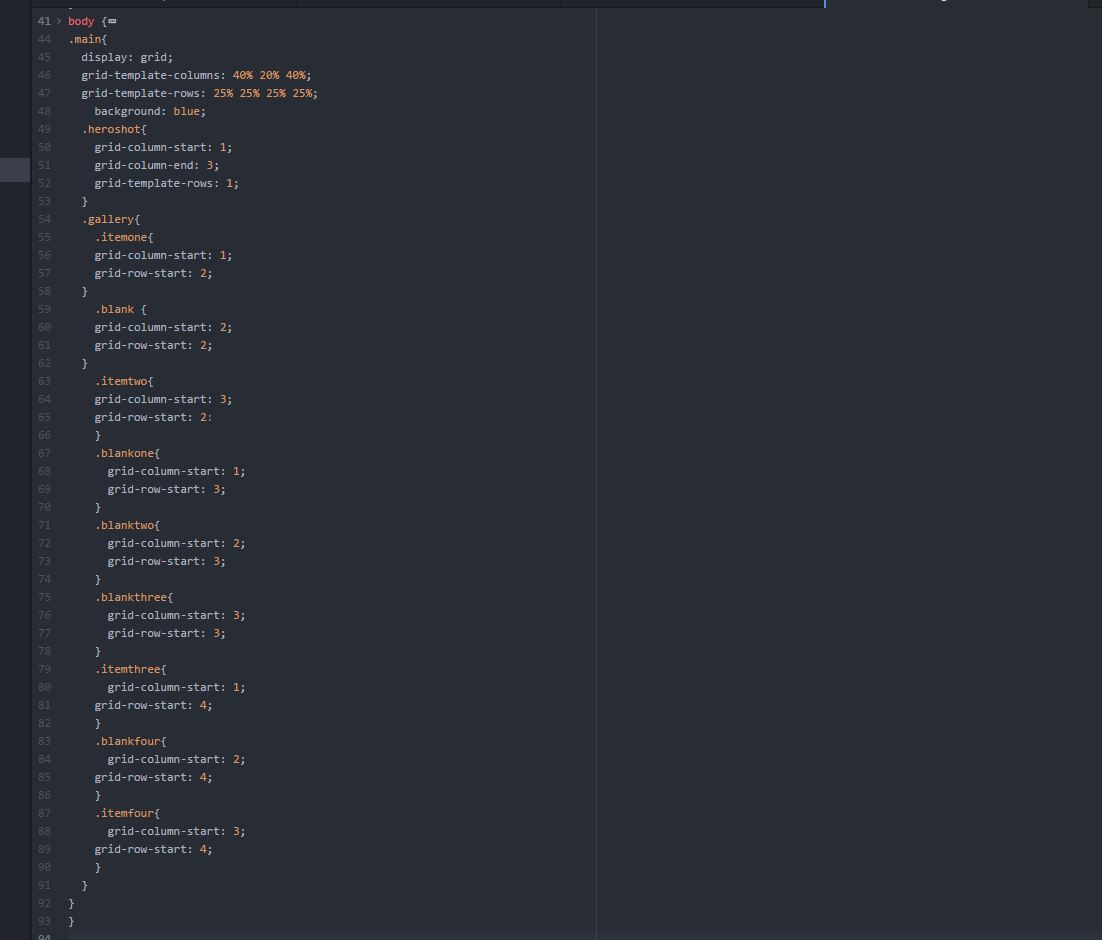 41 > body {
44 .main{
45 display: grid;
46 grid-template-columns: 40% 20% 40%;
47 grid-template-rows: 25% 25% 25% 25%;
48 background: blue;
49 .heroshot{
50 grid-column-start: 1;
51 grid-column-end: 3;
52 grid-template-rows: 1;
53 }
54 .gallery{
55 .itemone{
56 grid-column-start: 1;
57 grid-row-start: 2;
58 }
59 .blank {
60 grid-column-start: 2;
61 grid-row-start: 2;
62 }
63 .itemtwo{
64 grid-column-start: 3;
65 grid-row-start: 2:
66 }
67 .blankone{
68 grid-column-start: 1;
69 grid-row-start: 3;
70 }
71 .blanktwo{
72 grid-column-start: 2;
73 grid-row-start: 3;
74 }
75 .blankthree{
76 grid-column-start: 3;
77 grid-row-start: 3;
78 }
79 .itemthree{
80 grid-column-start: 1;
81 grid-row-start: 4;
82 }
83 .blankfour{
84 grid-column-start: 2;
85 grid-row-start: 4;
86 }
87 .itemfour{
88 grid-column-start: 3;
89 grid-row-start: 4;
90 }
91 }
92 }
93 }
94